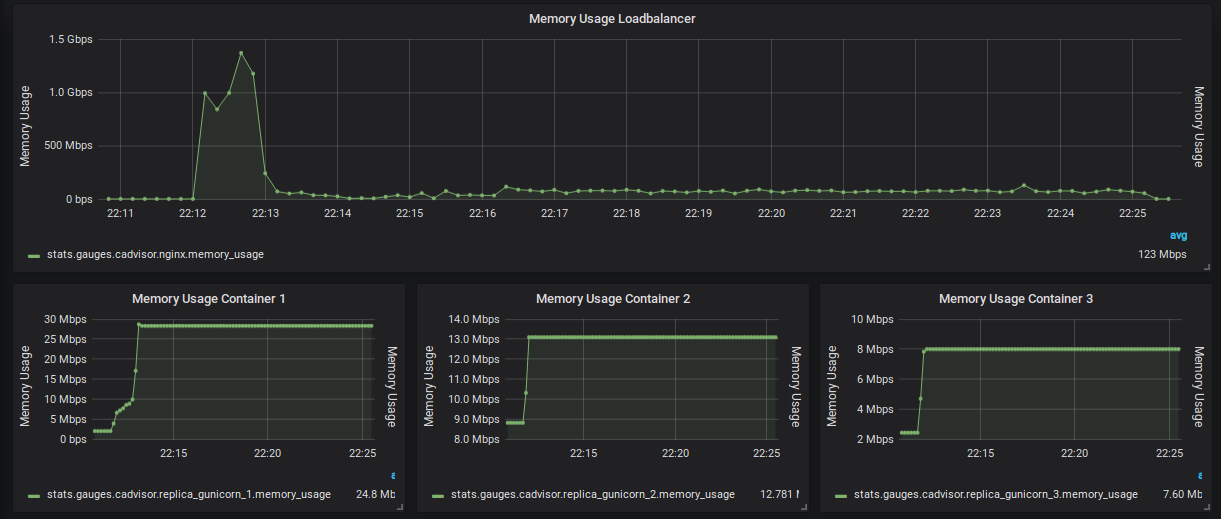 Memory Usage Loadbalancer
Memory Usage
1.5 Gbps
1.0 Gbps
500 Mbps
0 bps
22:11 22:12 22:13 22:14 22:15 22:16 22:17 22:18 22:19 22:20 22:21 22:22 22:23 22:24 22:25
Memory Usage
avg
stats.gauges.cadvisor.nginx.memory_usage 123 Mbps
Memory Usage Container 1
Memory Usage
30 Mbps
25 Mbps
20 Mbps
15 Mbps
10 Mbps
5 Mbps
0 bps
22:15 22:20 22:25
Memory Usage
a
stats.gauges.cadvisor.replica_gunicorn_1.memory_usage 24.8 Mb
Memory Usage Container 2
Memory Usage
14.0 Mbps
13.0 Mbps
12.0 Mbps
11.0 Mbps
10.0 Mbps
9.0 Mbps
8.0 Mbps
22:15 22:20 22:25
Memory Usage
stats.gauges.cadvisor.replica_gunicorn_2.memory_usage 12.781
Memory Usage Container 3
Memory Usage
10 Mbps
8 Mbps
6 Mbps
4 Mbps
2 Mbps
22:15 22:20 22:25
Memory Usage
a
stats.gauges.cadvisor.replica_gunicorn_3.memory_usage 7.60 Mb